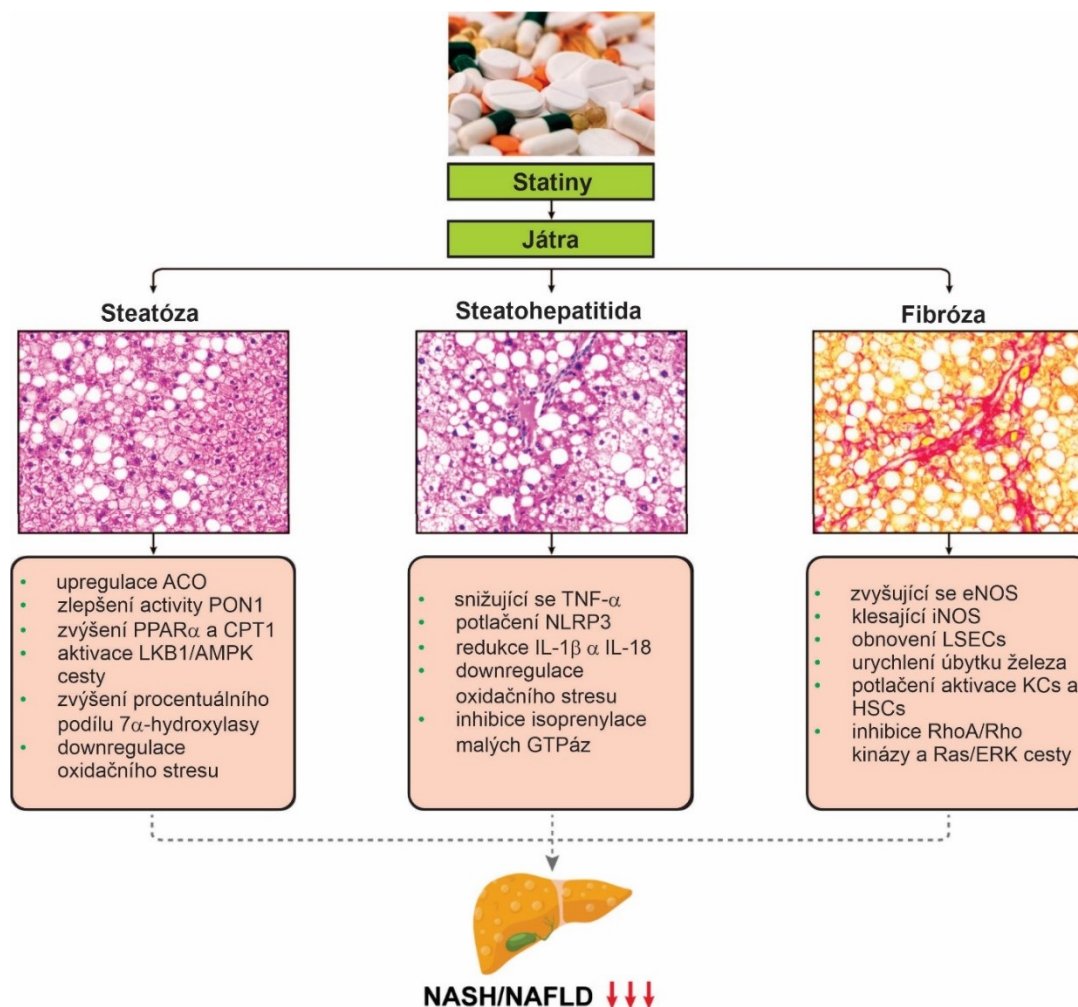 Statiny
Játra
Steatóza
Steatohepatitida
Fibróza
upregulace ACO
zlepšení activity PON1
zvýšení PPARα a CPT1
aktivace LKB1/AMPK
cesty
zvýšení procentuálního
podílu 7α-hydroxylasy
downregulace
oxidačního stresu
snižující se TNF-α
potlačení NLRP3
redukce IL-1β α IL-18
downregulace
oxidačního stresu
inhibice isoprenylace
malých GTPáz
zvyšující se eNOS
klesající iNOS
obnovení LSECs
urychlení úbytku železa
potlačení aktivace KCs a
HSCs
inhibice RhoA/Rho
kinázy a Ras/ERK cesty
NASH/NAFLD ↓↓↓